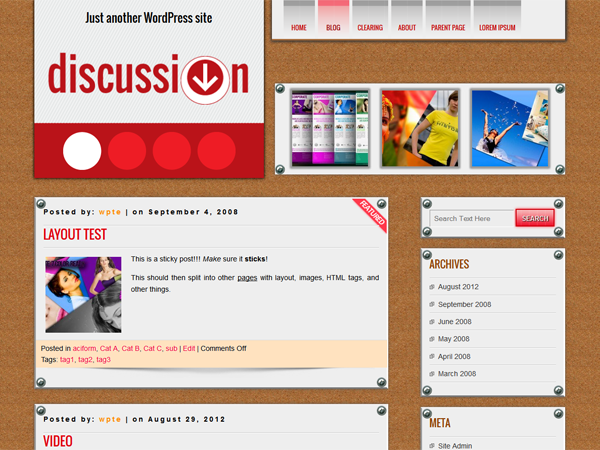 Just another WordPress site
discussion
HOME BLOG CLEARING ABOUT PARENT PAGE LOREM IPSUM
Posted by: wpte | on September 4, 2008
FEATURED
LAYOUT TEST
This is a sticky post!!! Make sure it sticks!
This should then split into other pages with layout, images, HTML tags, and
other things.
Posted in aciform, Cat A, Cat B, Cat C, sub | Edit | Comments Off
Tags: tag1, tag2, tag3
Posted by: wpte | on August 29, 2012
VIDEO
Search Text Here SEARCH
ARCHIVES
August 2012
September 2008
June 2008
May 2008
April 2008
March 2008
META
Site Admin